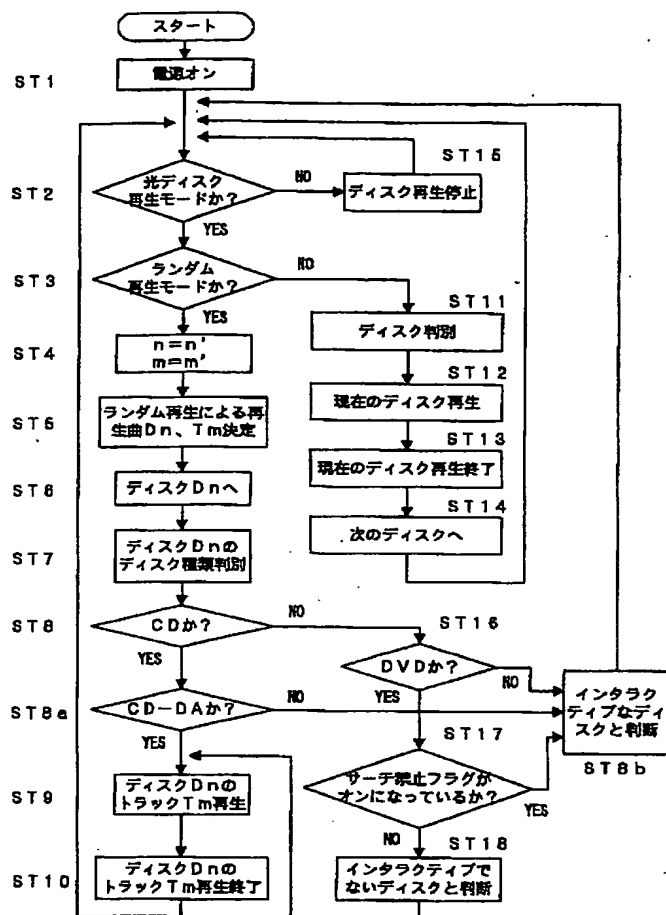 スタート
ST1
電源オン
ST15
ST2
光ディスク
再生モードか?
NO
ディスク再生停止
YES
ST3
ランダム
再生モードか?
NO
YES
ST11
ディスク判別
ST4
n=n'
m=m'
ST12
現在のディスク再生
ST5
ランダム再生による再
生曲Dn、Tm決定
ST13
現在のディスク再生終了
ST6
ディスクDnへ
ST14
次のディスクへ
ST7
ディスクDnの
ディスク種類判別
ST8
CDか?
NO
YES
ST16
DVDか?
NO
YES
インタラク
ティブなディ
スクと判断
ST8b
ST8a
CD-DAか?
NO
YES
ST17
サーチ禁止フラグが
オンになっているか?
YES
NO
ST9
ディスクDnの
トラックTm再生
ST18
インタラクティブで
ないディスクと判断
ST10
ディスクDnの
トラックTm再生終了